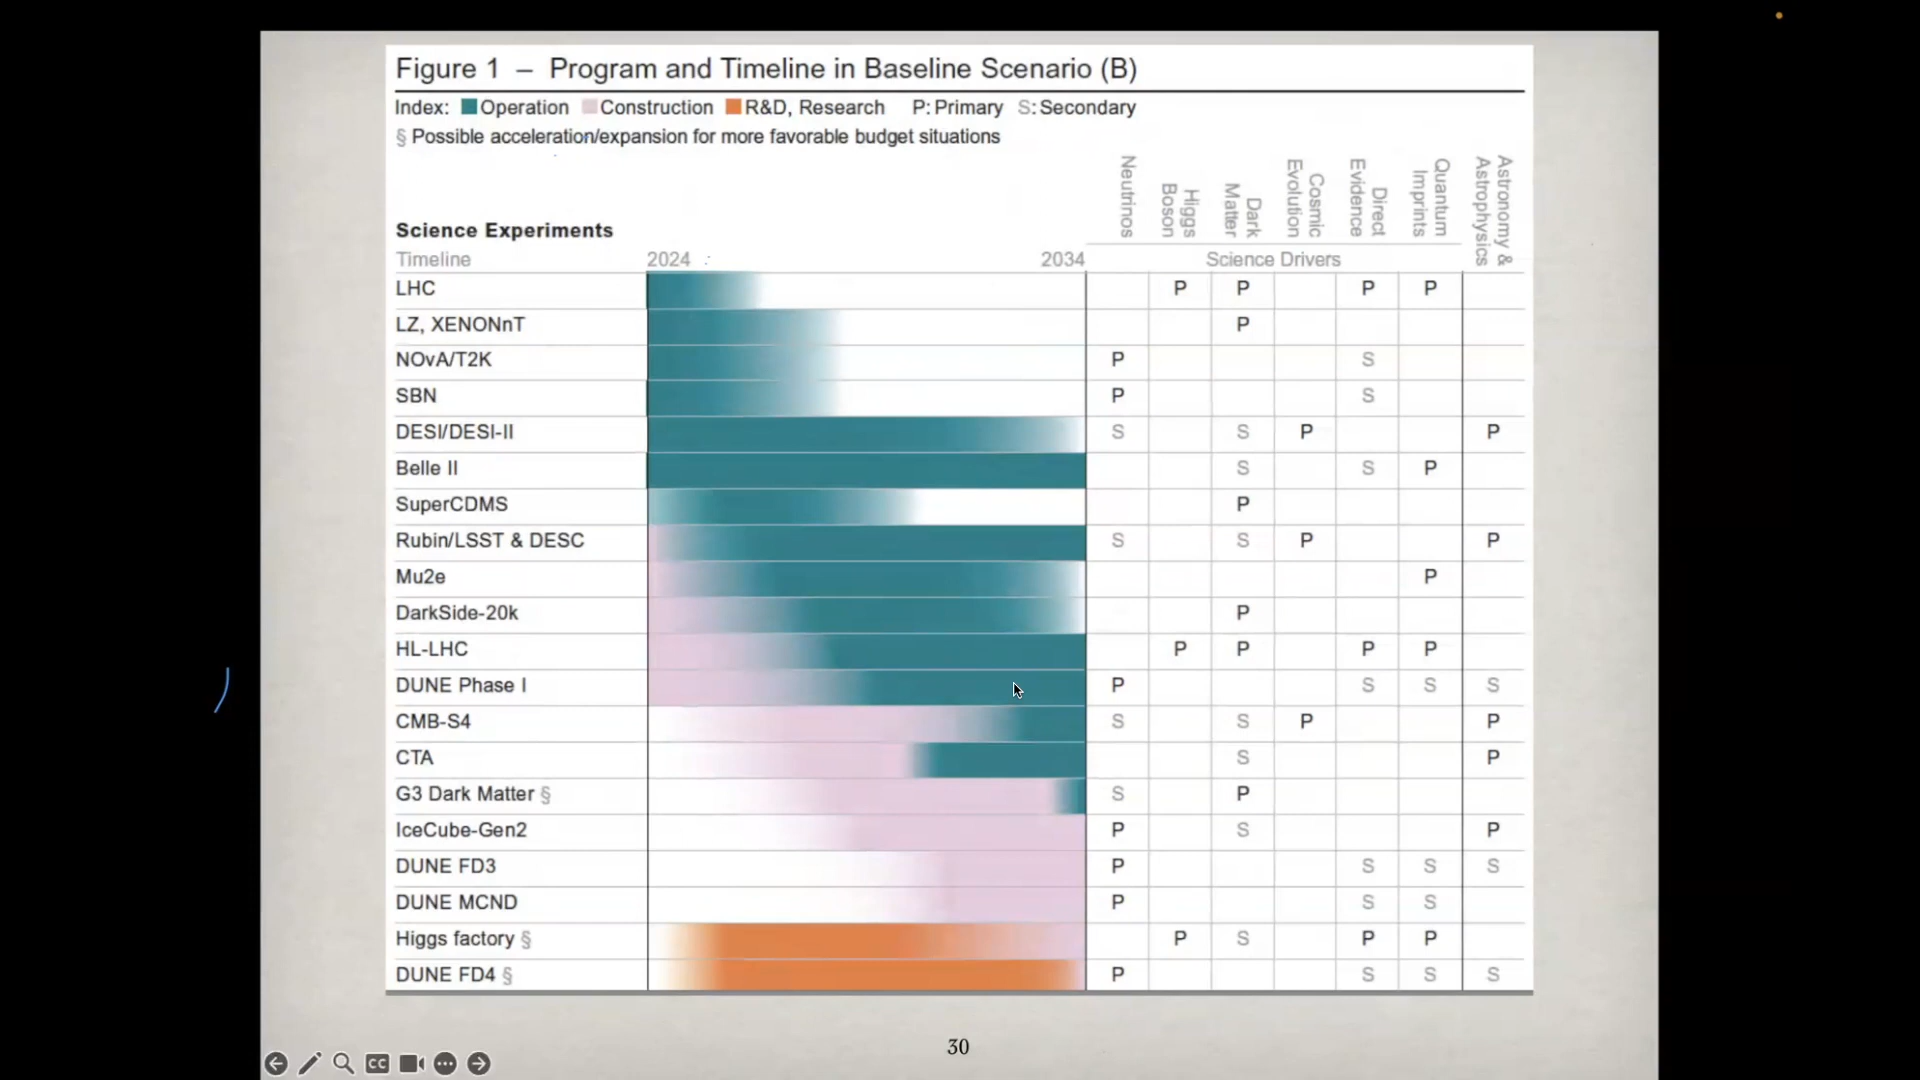 Figure 1 – Program and Timeline in Baseline Scenario (B)
Index: Operation Construction R&D, Research P: Primary S: Secondary
§ Possible acceleration/expansion for more favorable budget situations
Neutrinos
Higgs Boson
Dark Matter
Cosmic Evolution
Direct Evidence
Quantum Imprints
Astronomy & Astrophysics
Science Experiments
Timeline 2024 2034 Science Drivers
LHC P P P P
LZ, XENONnT P
NOvA/T2K P S
SBN P S
DESI/DESI-II S S P P
Belle II S S P
SuperCDMS P
Rubin/LSST & DESC S S P P
Mu2e P
DarkSide-20k P
HL-LHC P P P P
DUNE Phase I P S S S
CMB-S4 S S P P
CTA S P
G3 Dark Matter § S P
IceCube-Gen2 P S P
DUNE FD3 P S S S
DUNE MCND P S S
Higgs factory § P S P P
DUNE FD4 § P S S S
30
CC